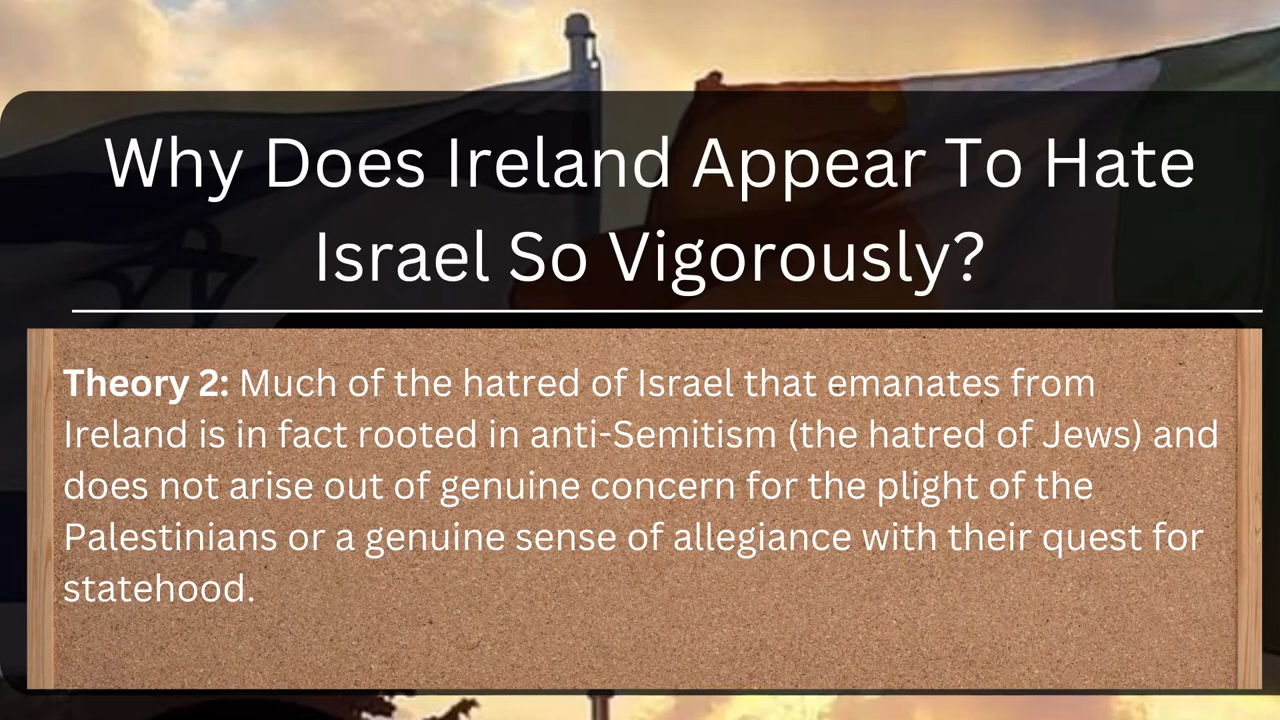 Why Does Ireland Appear To Hate
Israel So Vigorously?
Theory 2: Much of the hatred of Israel that emanates from
Ireland is in fact rooted in anti-Semitism (the hatred of Jews) and
does not arise out of genuine concern for the plight of the
Palestinians or a genuine sense of allegiance with their quest for
statehood.